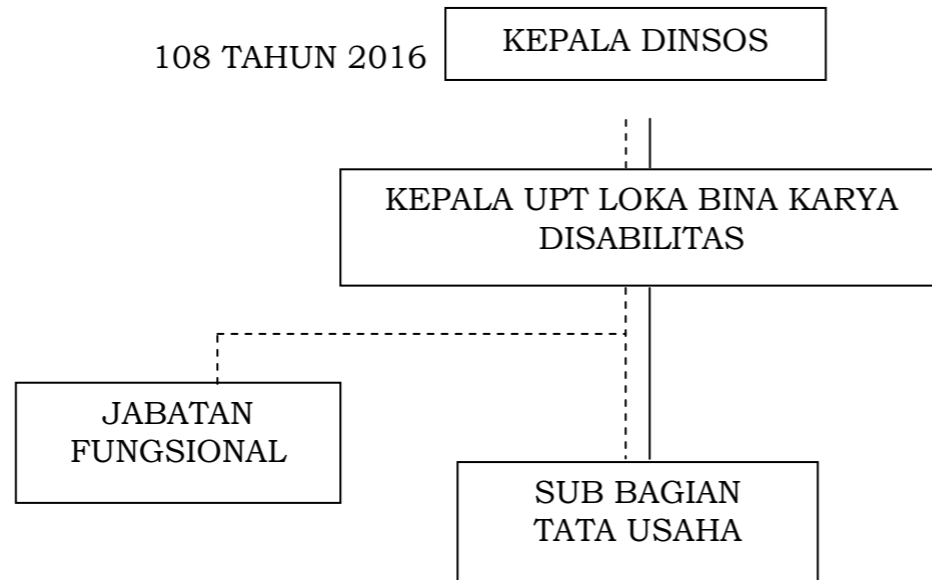 KEPALA DINSOS
108 TAHUN 2016
KEPALA UPT LOKA BINA KARYA
DISABILITAS
JABATAN
FUNGSIONAL
SUB BAGIAN
TATA USAHA